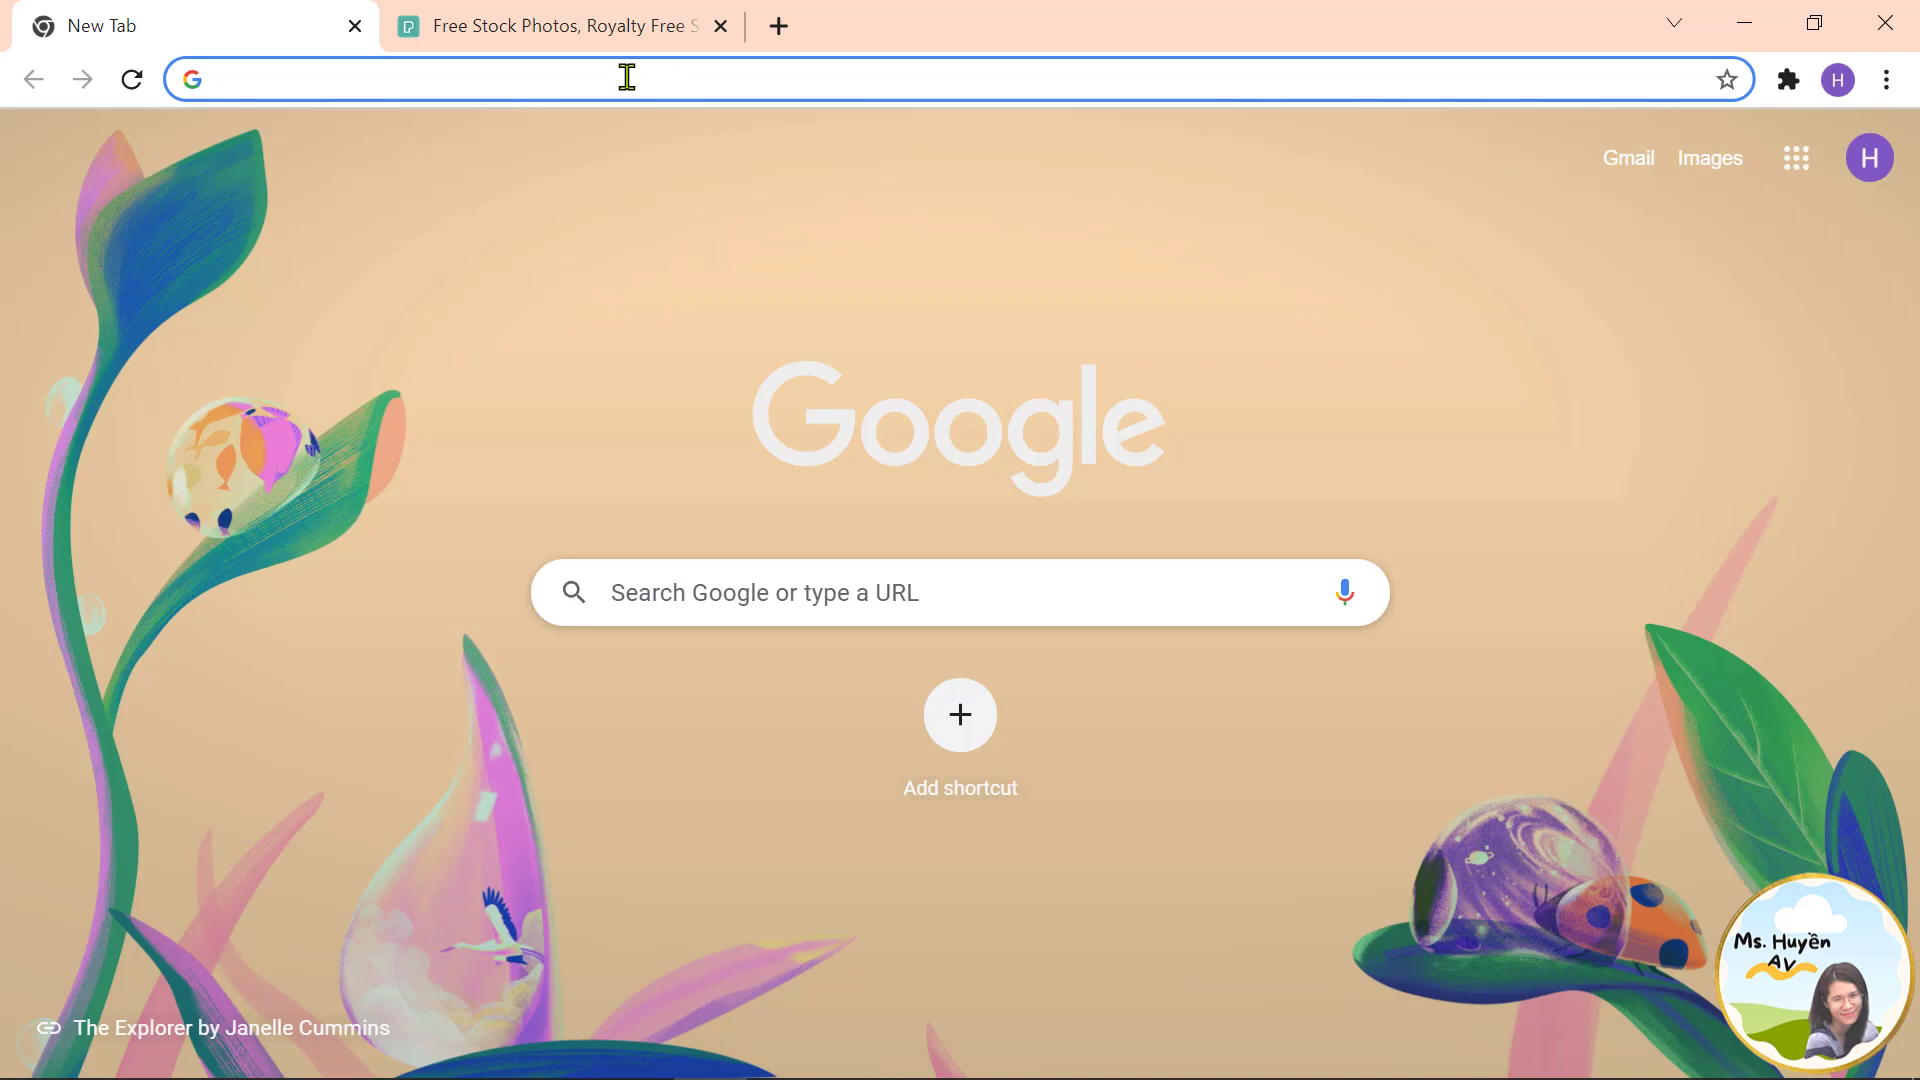 New Tab
Free Stock Photos, Royalty Free S
H
Gmail
Images
H
Google
Search Google or type a URL
Add shortcut
Ms. Huyền
AV
The Explorer by Janelle Cummins